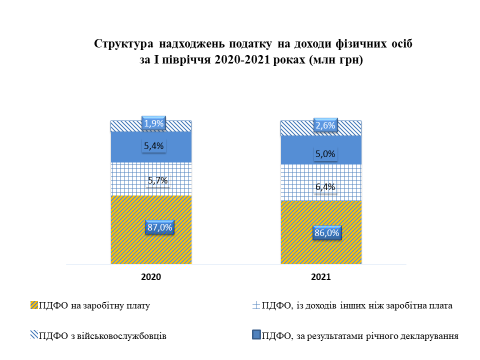 Структура надходжень податку на доходи фізичних осіб
за І півріччя 2020-2021 роках (млн грн)
1,9%
2,6%
5,4%
5,0%
5,7%
6,4%
87,0%
86,0%
2020
2021
ПДФО на заробітну плату
ПДФО, із доходів інших ніж заробітна плата
ПДФО з військовослужбовців
ПДФО, за результатами річного декларування